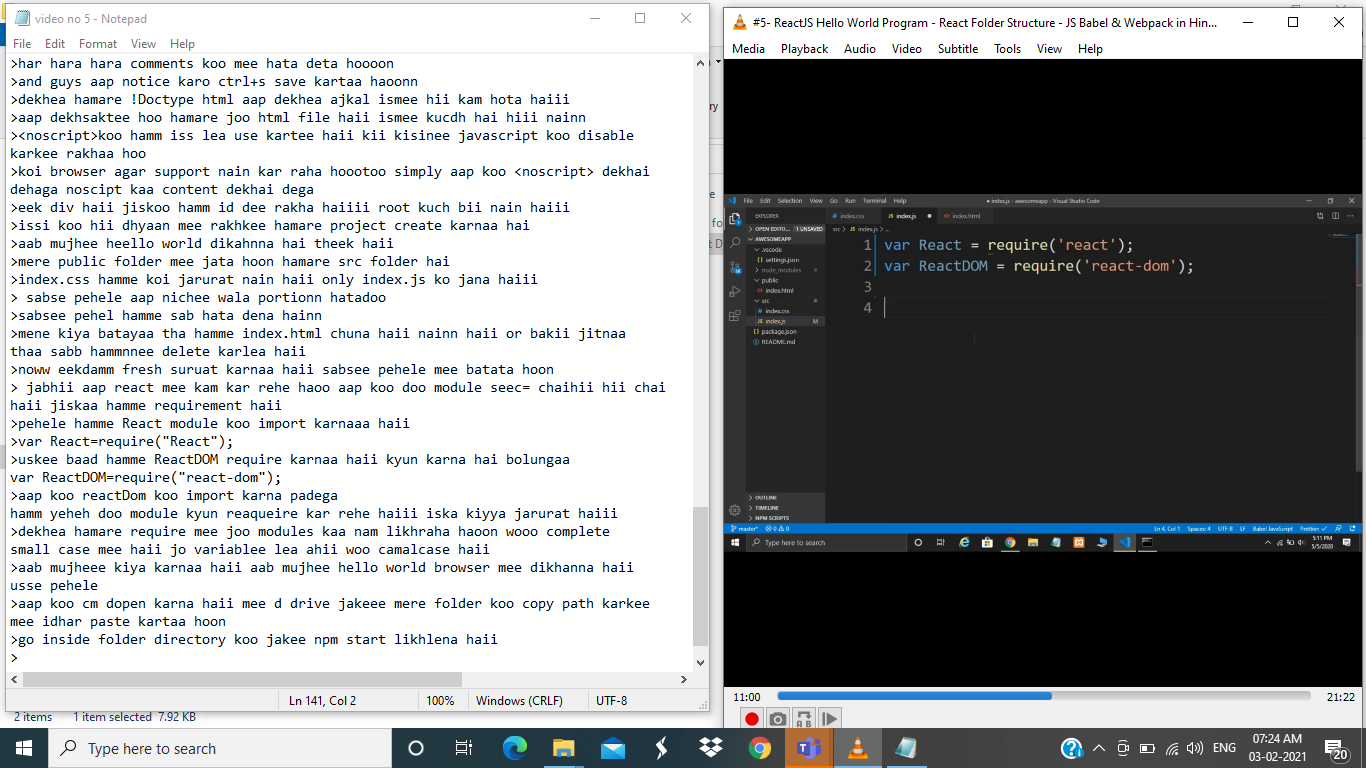 video no 5 - Notepad
File Edit Format View Help
>har hara hara comments koo mee hata deta hoooon
>and guys aap notice karo ctrl+s save kartaa haoonn
>dekhea hamare !Doctype html aap dekhea ajkal ismee hii kam hota haiii
>aap dekhsaktee hoo hamare joo html file haii ismee kucdh hai hiii nainn
><noscript>koo hamm iss lea use kartee haii kii kisinee javascript koo disable
karkee rakhaa hoo
>koi browser agar support nain kar raha hoootoo simply aap koo <noscript> dekhai
dehaga noscipt kaa content dekhai dega
>eek div haii jiskoo hamm id dee rakha haiiii root kuch bii nain haiii
>issi koo hii dhyaan mee rakhkee hamare project create karnaa hai
>aab mujhee heello world dikahnna hai theek haii
>mere public folder mee jata hoon hamare src folder hai
>index.css hamme koi jarurat nain haii only index.js ko jana haiii
> sabse pehele aap nichee wala portionn hatadoo
>sabsee pehel hamme sab hata dena hainn
>mene kiya batayaa tha hamme index.html chuna haii nainn haii or bakii jitnaa
thaa sabb hammnnee delete karlea haii
>noww eekdamm fresh suruat karnaa haii sabsee pehele mee batata hoon
> jabhii aap react mee kam kar rehe haoo aap koo doo module seec= chaihii hii chai
haii jiskaa hamme requirement haii
>pehele hamme React module koo import karnaaa haii
>var React=require("React");
>uskee baad hamme ReactDOM require karnaa haii kyun karna hai bolungaa
var ReactDOM=require("react-dom");
>aap koo reactDom koo import karna padega
hamm yeheh doo module kyun reaqueire kar rehe haiii iska kiyya jarurat haiii
>dekhea hamare require mee joo modules kaa nam likhraha haoon wooo complete
small case mee haii jo variablee lea ahii woo camalcase haii
>aab mujheee kiya karnaa haii aab mujhee hello world browser mee dikhanna haii
usse pehele
>aap koo cm dopen karna haii mee d drive jakeee mere folder koo copy path karkee
mee idhar paste kartaa hoon
>go inside folder directory koo jakee npm start likhlena haii
>
Ln 141, Col 2 100% Windows (CRLF) UTF-8
2 items 1 item selected 7.92 KB
#5- ReactJS Hello World Program - React Folder Structure - JS Babel & Webpack in Hin...
Media Playback Audio Video Subtitle Tools View Help
File Edit Selection View Go Run Terminal Help
index.js - awesomeapp - Visual Studio Code
EXPLORER
index.css index.js index.html
OPEN EDITO... 1 UNSAVED
src > index.js > ...
AWESOMEAPP
.vscode
settings.json
node_modules
public
index.html
src
index.css
index.js M
package.json
README.md
1 var React = require('react');
2 var ReactDOM = require('react-dom');
3
4
OUTLINE
TIMELINE
NPM SCRIPTS
master* 0 0
Ln 4, Col 1 Spaces: 4 UTF-8 LF Babel JavaScript Prettier: ✓
Type here to search
5:11 PM
5/5/2020
11:00 21:22
Type here to search
ENG
07:24 AM
03-02-2021
20